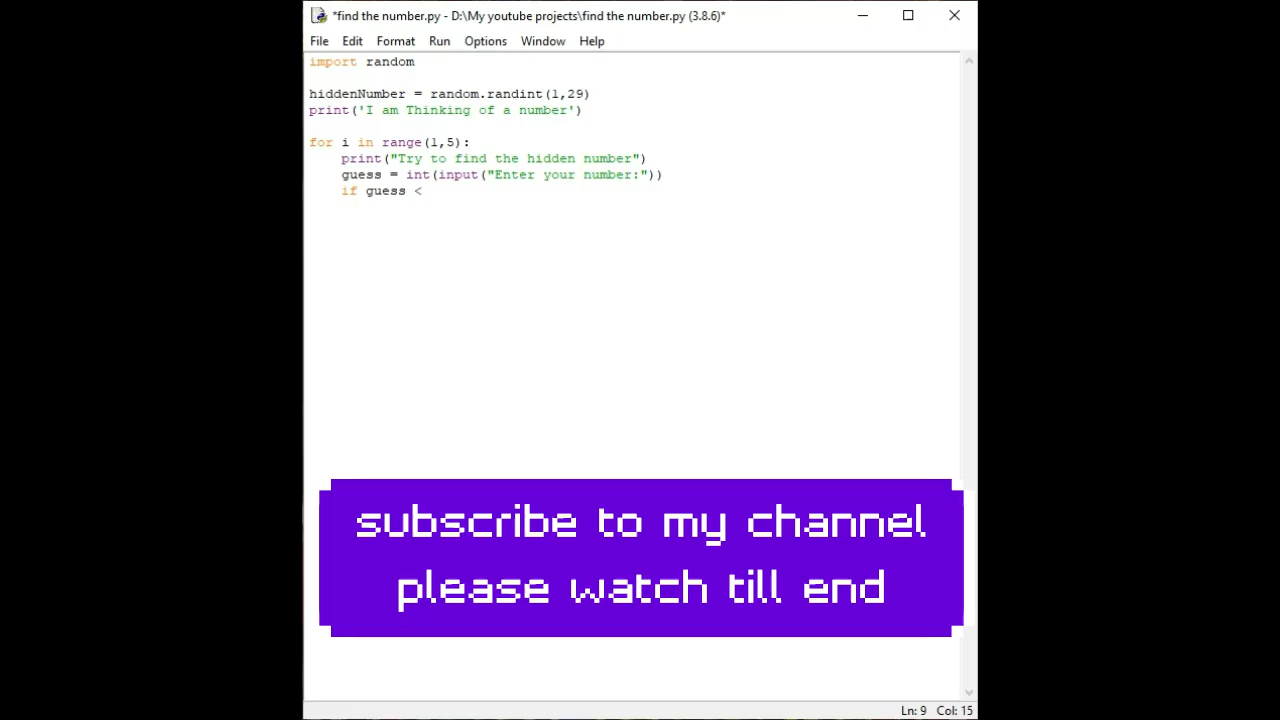 *find the number.py - D:\My youtube projects\find the number.py (3.8.6)*
File Edit Format Run Options Window Help
import random
hiddenNumber = random.randint(1,29)
print('I am Thinking of a number')
for i in range(1,5):
    print("Try to find the hidden number")
    guess = int(input("Enter your number:"))
    if guess <
subscribe to my channel
please watch till end
Ln: 9 Col: 15